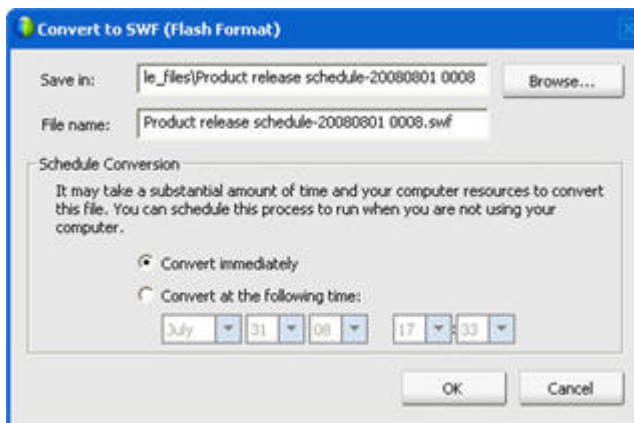 Convert to SWF (Flash Format)
Save in: le_files\Product release schedule-20080801 0008 Browse...
File name: Product release schedule-20080801 0008.swf
Schedule Conversion
It may take a substantial amount of time and your computer resources to convert
this file. You can schedule this process to run when you are not using your
computer.
Convert immediately
Convert at the following time:
July 31 08 17 : 33
OK Cancel